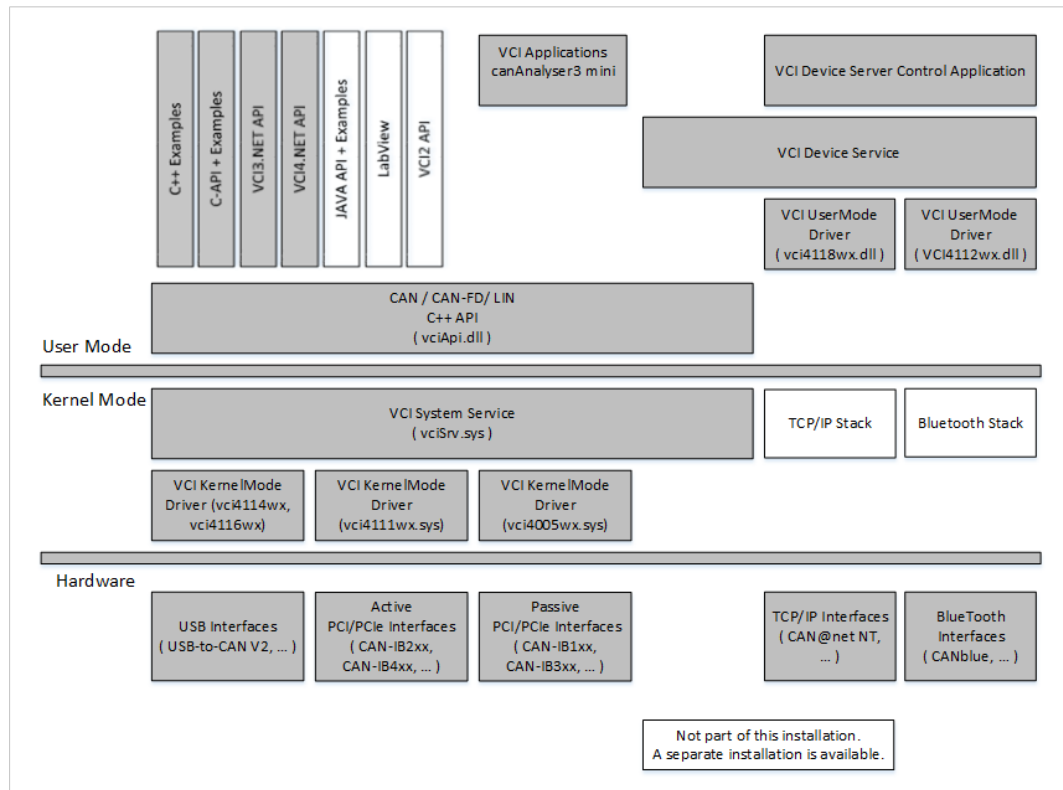 C++ Examples
C-API + Examples
VCI3.NET API
VCI4.NET API
JAVA API + Examples
LabView
VCI2 API
VCI Applications
canAnalyser3 mini
VCI Device Server Control Application
VCI Device Service
VCI UserMode
Driver
( vci4118wx.dll )
VCI UserMode
Driver
( VCI4112wx.dll )
CAN / CAN-FD/ LIN
C++ API
( vciApi.dll )
User Mode
Kernel Mode
VCI System Service
( vciSrv.sys )
TCP/IP Stack
Bluetooth Stack
VCI KernelMode
Driver (vci4114wx,
vci4116wx)
VCI KernelMode
Driver
(vci4111wx.sys)
VCI KernelMode
Driver
(vci4005wx.sys)
Hardware
USB Interfaces
( USB-to-CAN V2, ... )
Active
PCI/PCIe Interfaces
( CAN-IB2xx,
CAN-IB4xx, ... )
Passive
PCI/PCIe Interfaces
( CAN-IB1xx,
CAN-IB3xx, ... )
TCP/IP Interfaces
( CAN@net NT,
... )
BlueTooth
Interfaces
( CANblue, ... )
Not part of this installation.
A separate installation is available.